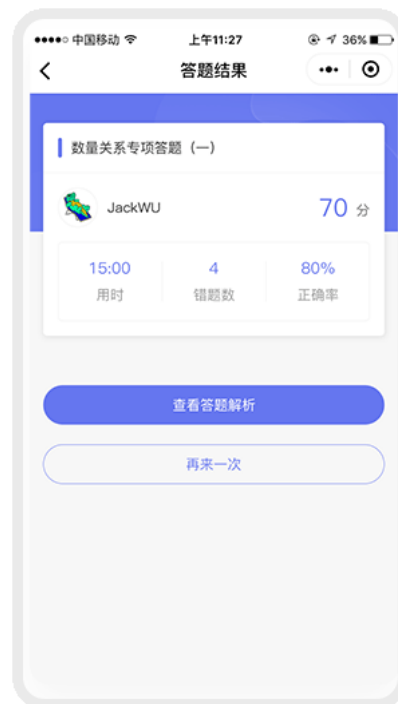 中国移动 上午11:27 36%
答题结果
数量关系专项答题（一）
JackWU 70 分
15:00 4 80%
用时 错题数 正确率
查看答题解析
再来一次